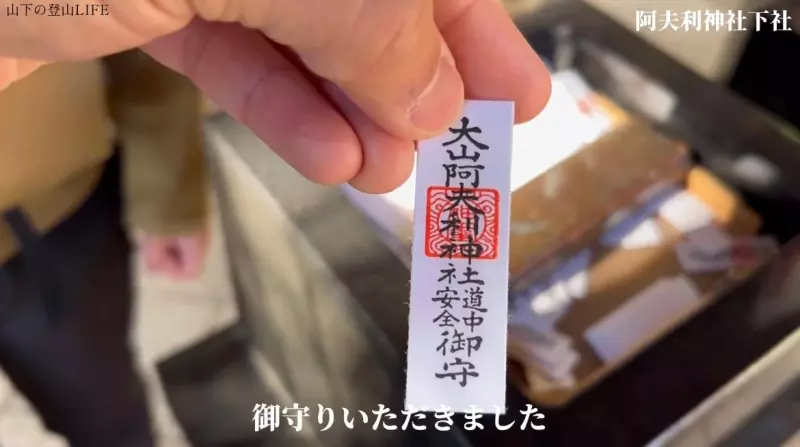 山下の登山LIFE
阿夫利神社下社
大山阿夫利神社道中安全御守
御守りいただきました